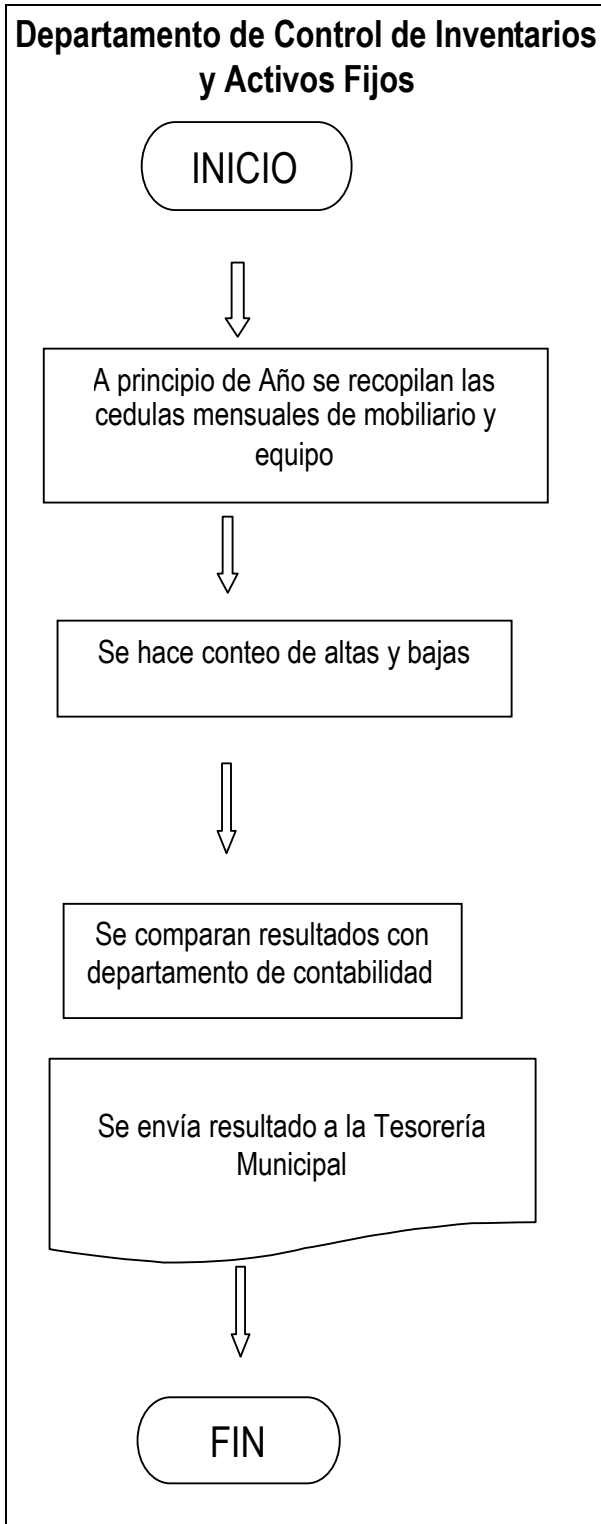 Departamento de Control de Inventarios
y Activos Fijos
INICIO
A principio de Año se recopilan las
cedulas mensuales de mobiliario y
equipo
Se hace conteo de altas y bajas
Se comparan resultados con
departamento de contabilidad
Se envía resultado a la Tesorería
Municipal
FIN